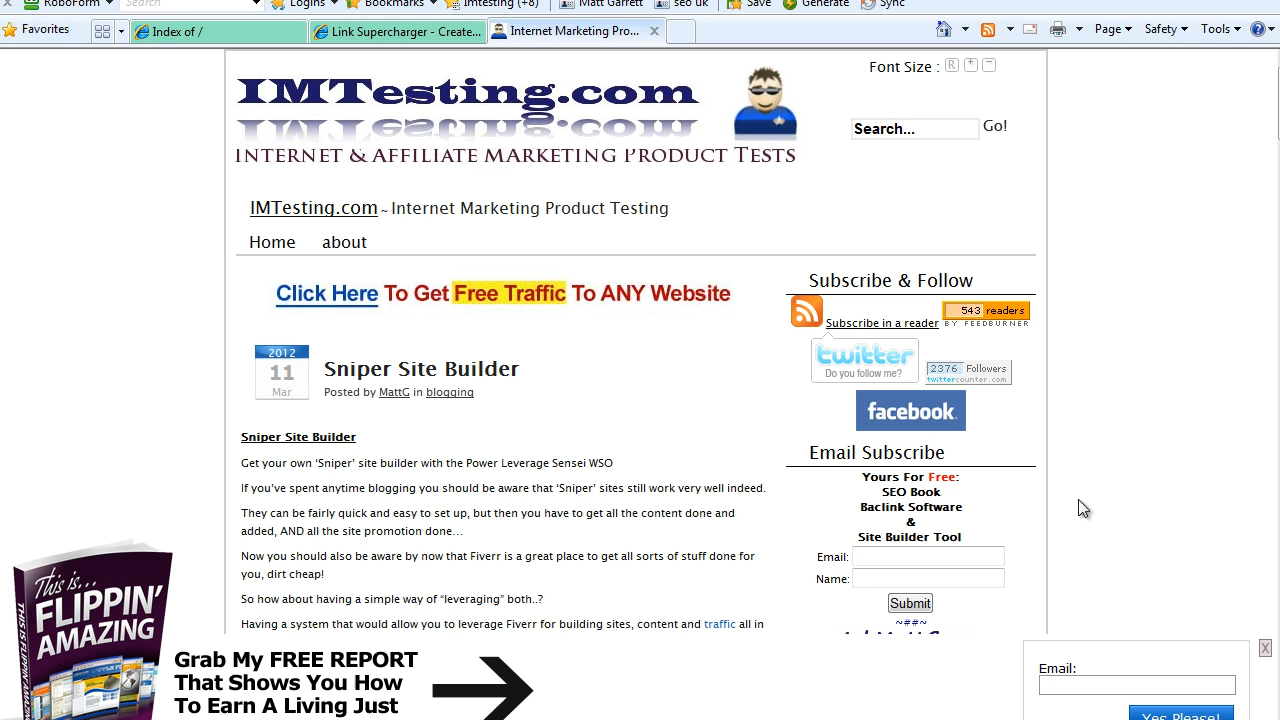 RoboForm Search Logins Bookmarks Imtesting (+8) Matt Garrett seo uk Save Generate Sync
Favorites Index of / Link Supercharger - Create... Internet Marketing Pro... Page Safety Tools
Font Size : R + -
IMTesting.com
Internet & Affiliate Marketing Product Tests
Search... Go!
IMTesting.com ~ Internet Marketing Product Testing
Home about
Click Here To Get Free Traffic To ANY Website
2012
11
Mar
Sniper Site Builder
Posted by MattG in blogging
Sniper Site Builder
Get your own ‘Sniper’ site builder with the Power Leverage Sensei WSO
If you’ve spent anytime blogging you should be aware that ‘Sniper’ sites still work very well indeed.
They can be fairly quick and easy to set up, but then you have to get all the content done and
added, AND all the site promotion done…
Now you should also be aware by now that Fiverr is a great place to get all sorts of stuff done for
you, dirt cheap!
So how about having a simple way of “leveraging” both..?
Having a system that would allow you to leverage Fiverr for building sites, content and traffic all in
Subscribe & Follow
Subscribe in a reader
543 readers
BY FEEDBURNER
twitter
Do you follow me?
2376 Followers
twittercounter.com
facebook.
Email Subscribe
Yours For Free:
SEO Book
Baclink Software
&
Site Builder Tool
Email:
Name:
Submit
~##~
This is...
FLIPPIN'
AMAZING
THIS IS FLIPPIN' AMAZING
Grab My FREE REPORT
That Shows You How
To Earn A Living Just
X
Email:
Yes Please!